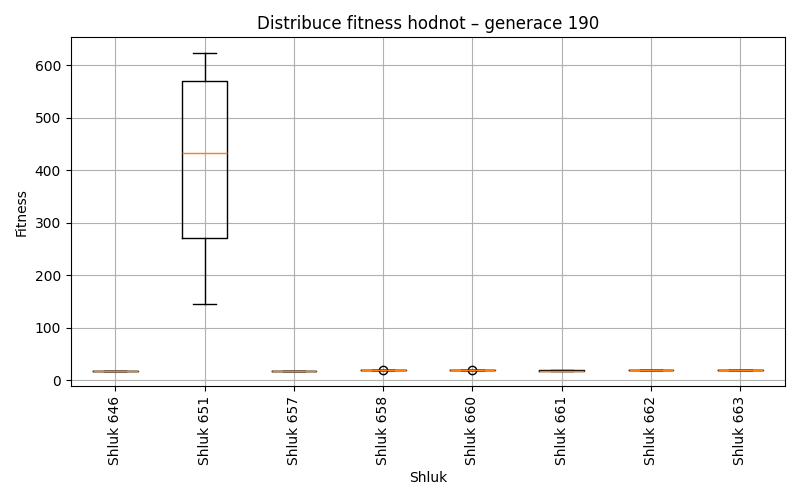 Distribuce fitness hodnot – generace 190
Fitness
600
500
400
300
200
100
0
Shluk 646
Shluk 651
Shluk 657
Shluk 658
Shluk 660
Shluk 661
Shluk 662
Shluk 663
Shluk